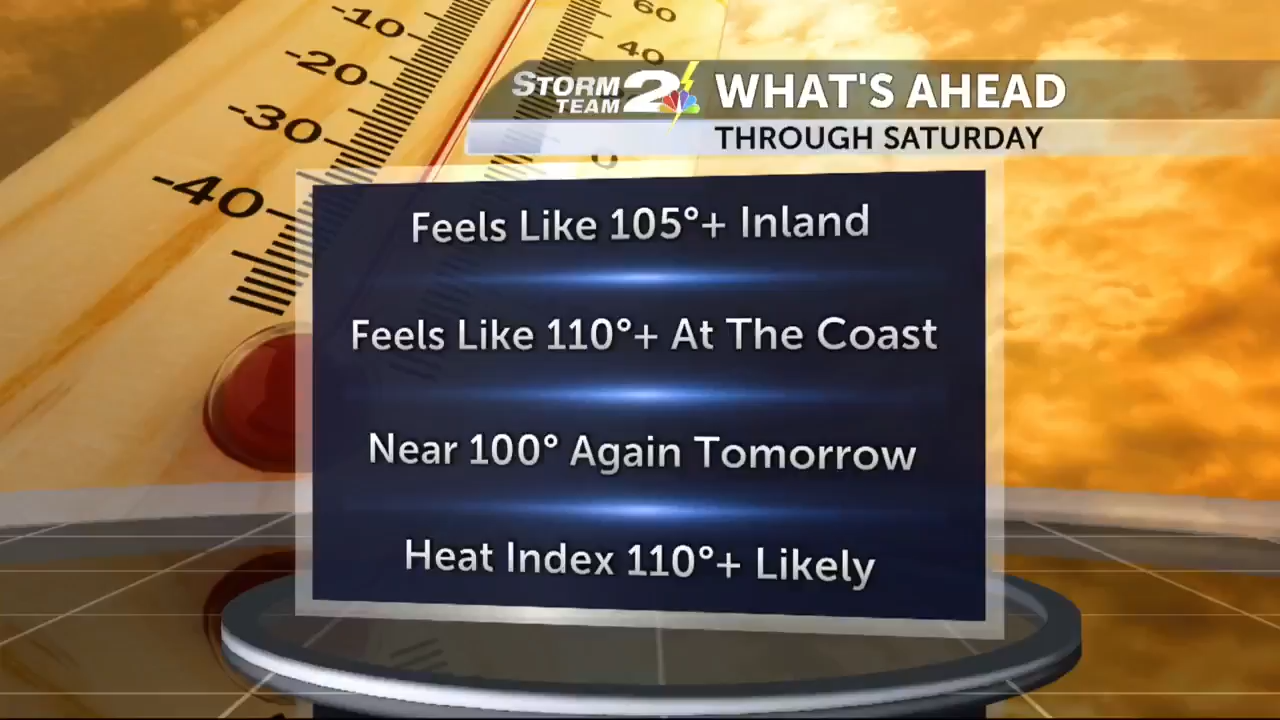 -10
-20
-30
-40
60
40
0
STORM TEAM 2
WHAT'S AHEAD
THROUGH SATURDAY
Feels Like 105°+ Inland
Feels Like 110°+ At The Coast
Near 100° Again Tomorrow
Heat Index 110°+ Likely